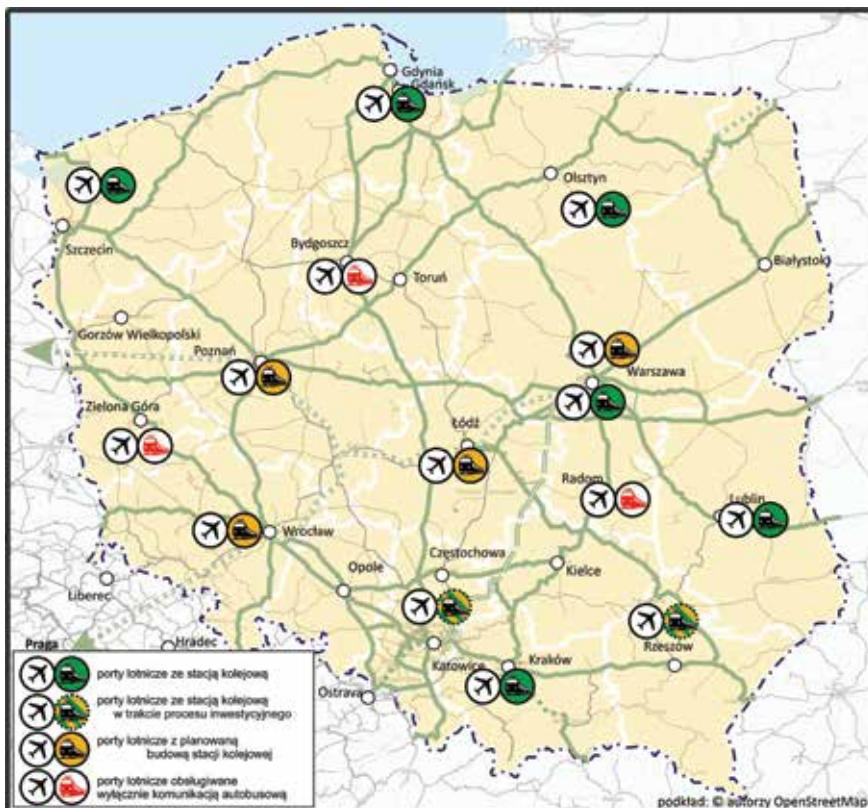 Gdynia
Gdańsk
Olsztyn
Szczecin
Bydgoszcz
Toruń
Białystok
Gorzów Wielkopolski
Poznań
Warszawa
Zielona Góra
Łódź
Radom
Lublin
Wrocław
Opole
Częstochowa
Kielce
Liberec
Praga
Hradec
Katowice
Kraków
Rzeszów
Ostrava
porty lotnicze ze stacją kolejową
porty lotnicze ze stacją kolejową
w trakcie procesu inwestycyjnego
porty lotnicze z planowaną
budową stacji kolejowej
porty lotnicze obsługiwane
wyłącznie komunikacją autobusową
podkład: © autorzy OpenStreetMap